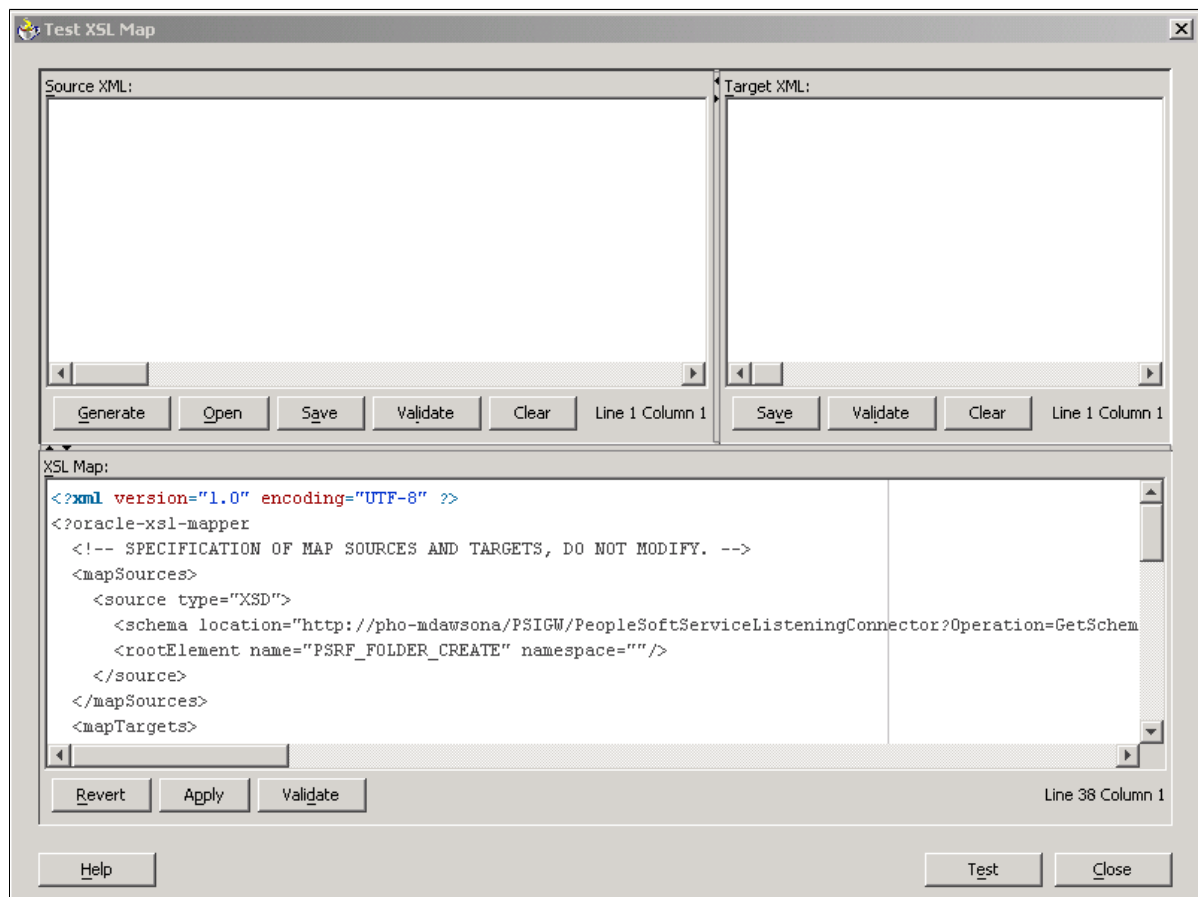 Test XSL Map
Source XML:
Target XML:
Generate Open Save Validate Clear Line 1 Column 1
Save Validate Clear Line 1 Column 1
XSL Map:
<?xml version="1.0" encoding="UTF-8" ?>
<?oracle-xsl-mapper
<!-- SPECIFICATION OF MAP SOURCES AND TARGETS, DO NOT MODIFY. -->
<mapSources>
<source type="XSD">
<schema location="http://pho-mdawsona/PSIGW/PeopleSoftServiceListeningConnector?Operation=GetSchem
<rootElement name="PSRF_FOLDER_CREATE" namespace=""/>
</source>
</mapSources>
<mapTargets>
Revert Apply Validate Line 38 Column 1
Help Test Close